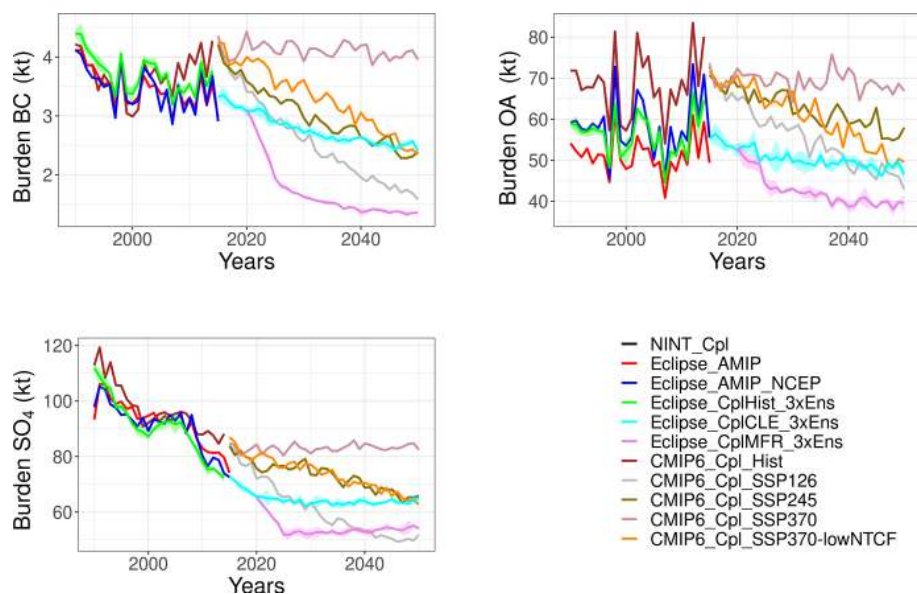 Burden BC (kt)
4
3
2
2000 2020 2040
Years
Burden OA (kt)
80
70
60
50
40
2000 2020 2040
Years
Burden SO4 (kt)
120
100
80
60
2000 2020 2040
Years
NINT_Cpl
Eclipse_AMIP
Eclipse_AMIP_NCEP
Eclipse_CplHist_3xEns
Eclipse_CplCLE_3xEns
Eclipse_CplMFR_3xEns
CMIP6_Cpl_Hist
CMIP6_Cpl_SSP126
CMIP6_Cpl_SSP245
CMIP6_Cpl_SSP370
CMIP6_Cpl_SSP370-lowNTCF